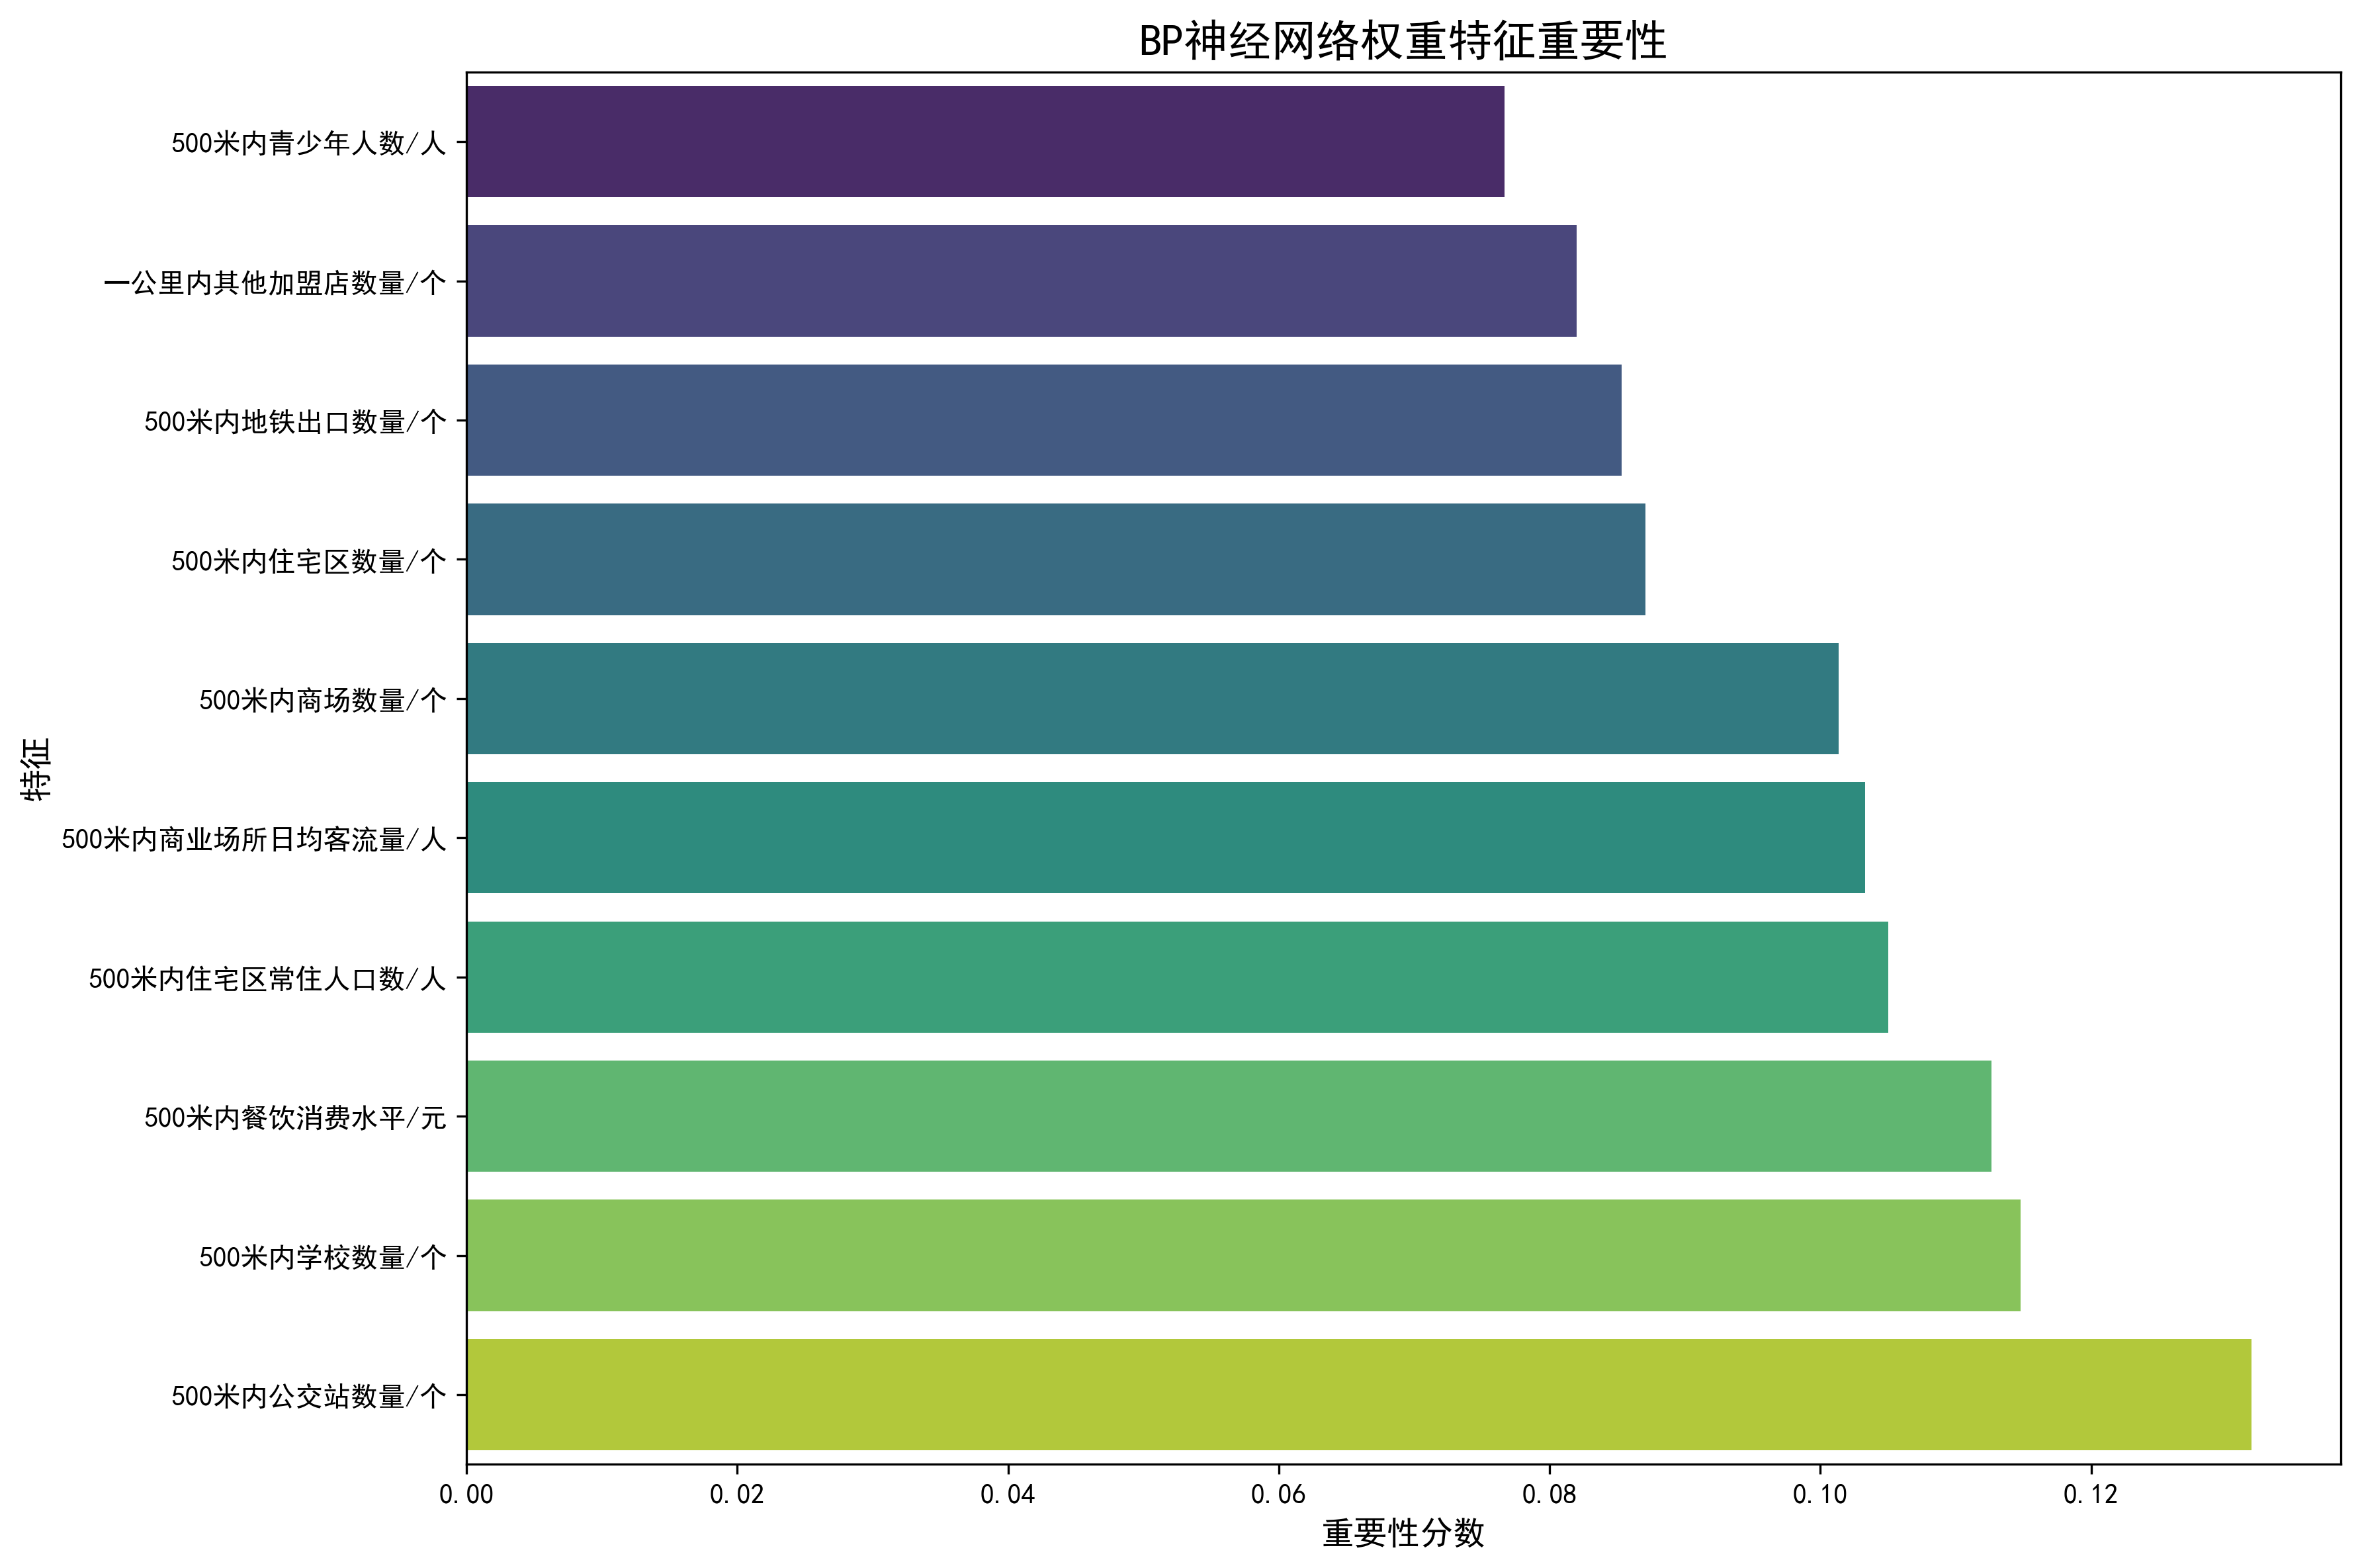 BP神经网络权重特征重要性
特征
500米内青少年人数/人
一公里内其他加盟店数量/个
500米内地铁出口数量/个
500米内住宅区数量/个
500米内商场数量/个
500米内商业场所日均客流量/人
500米内住宅区常住人口数/人
500米内餐饮消费水平/元
500米内学校数量/个
500米内公交站数量/个
0.00 0.02 0.04 0.06 0.08 0.10 0.12
重要性分数